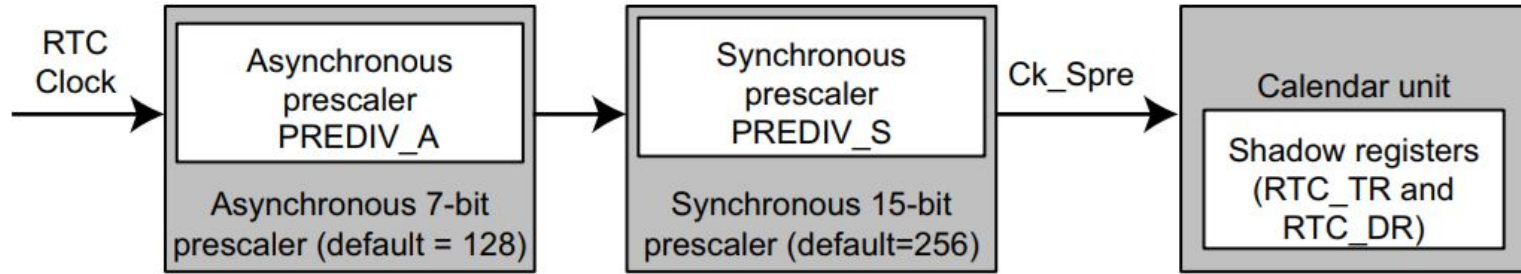 RTC
Clock
Asynchronous
prescaler
PREDIV_A
Asynchronous 7-bit
prescaler (default = 128)
Synchronous
prescaler
PREDIV_S
Synchronous 15-bit
prescaler (default=256)
Ck_Spre
Calendar unit
Shadow registers
(RTC_TR and
RTC_DR)